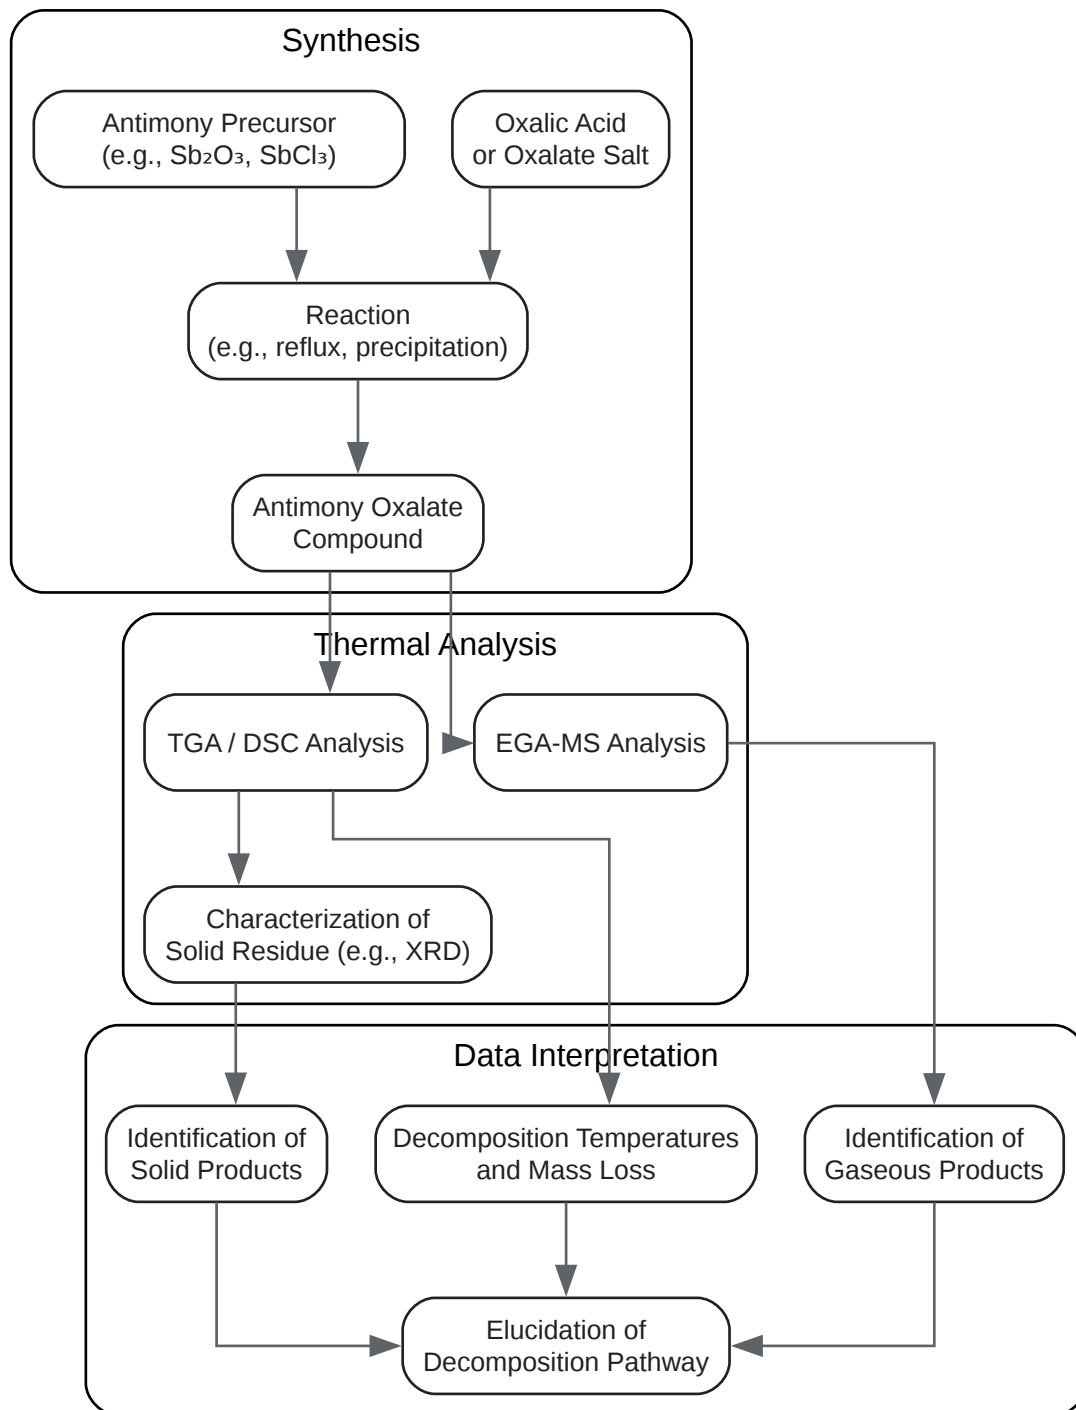 Synthesis
Antimony Precursor
(e.g., Sb₂O₃, SbCl₃)
Oxalic Acid
or Oxalate Salt
Reaction
(e.g., reflux, precipitation)
Antimony Oxalate
Compound
Thermal Analysis
TGA / DSC Analysis
EGA-MS Analysis
Characterization of
Solid Residue (e.g., XRD)
Data Interpretation
Identification of
Solid Products
Decomposition Temperatures
and Mass Loss
Identification of
Gaseous Products
Elucidation of
Decomposition Pathway